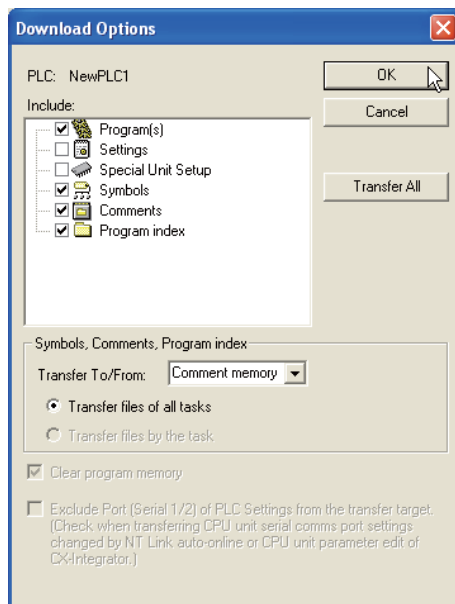 Download Options
PLC: NewPLC1
OK
Include:
Cancel
Program(s)
Settings
Special Unit Setup
Transfer All
Symbols
Comments
Program index
Symbols, Comments, Program index
Transfer To/From: Comment memory
Transfer files of all tasks
Transfer files by the task
Clear program memory
Exclude Port (Serial 1/2) of PLC Settings from the transfer target.
(Check when transferring CPU unit serial comms port settings
changed by NT Link auto-online or CPU unit parameter edit of
CX-Integrator.)